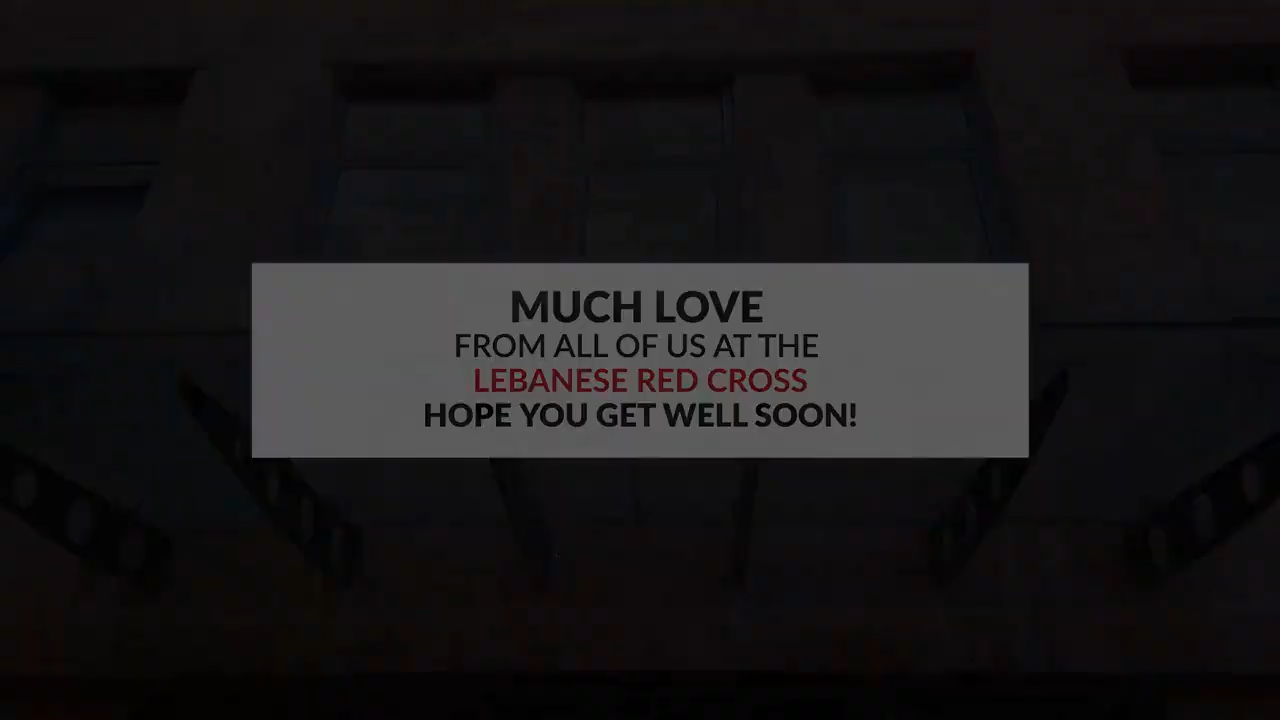 MUCH LOVE
FROM ALL OF US AT THE
LEBANESE RED CROSS
HOPE YOU GET WELL SOON!